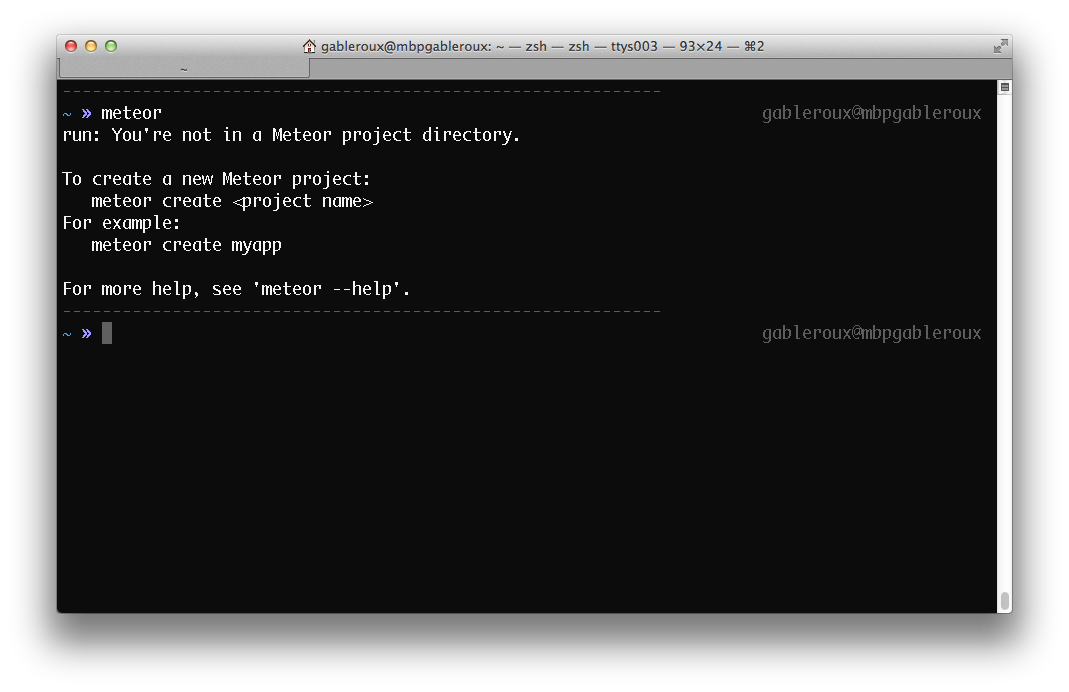 gableroux@mbpgableroux: ~ — zsh — zsh — ttys003 — 93×24 — ⌘2
~
------------------------------------------------------------
~ » meteor gableroux@mbpgableroux
run: You're not in a Meteor project directory.
To create a new Meteor project:
meteor create <project name>
For example:
meteor create myapp
For more help, see 'meteor --help'.
------------------------------------------------------------
~ » gableroux@mbpgableroux